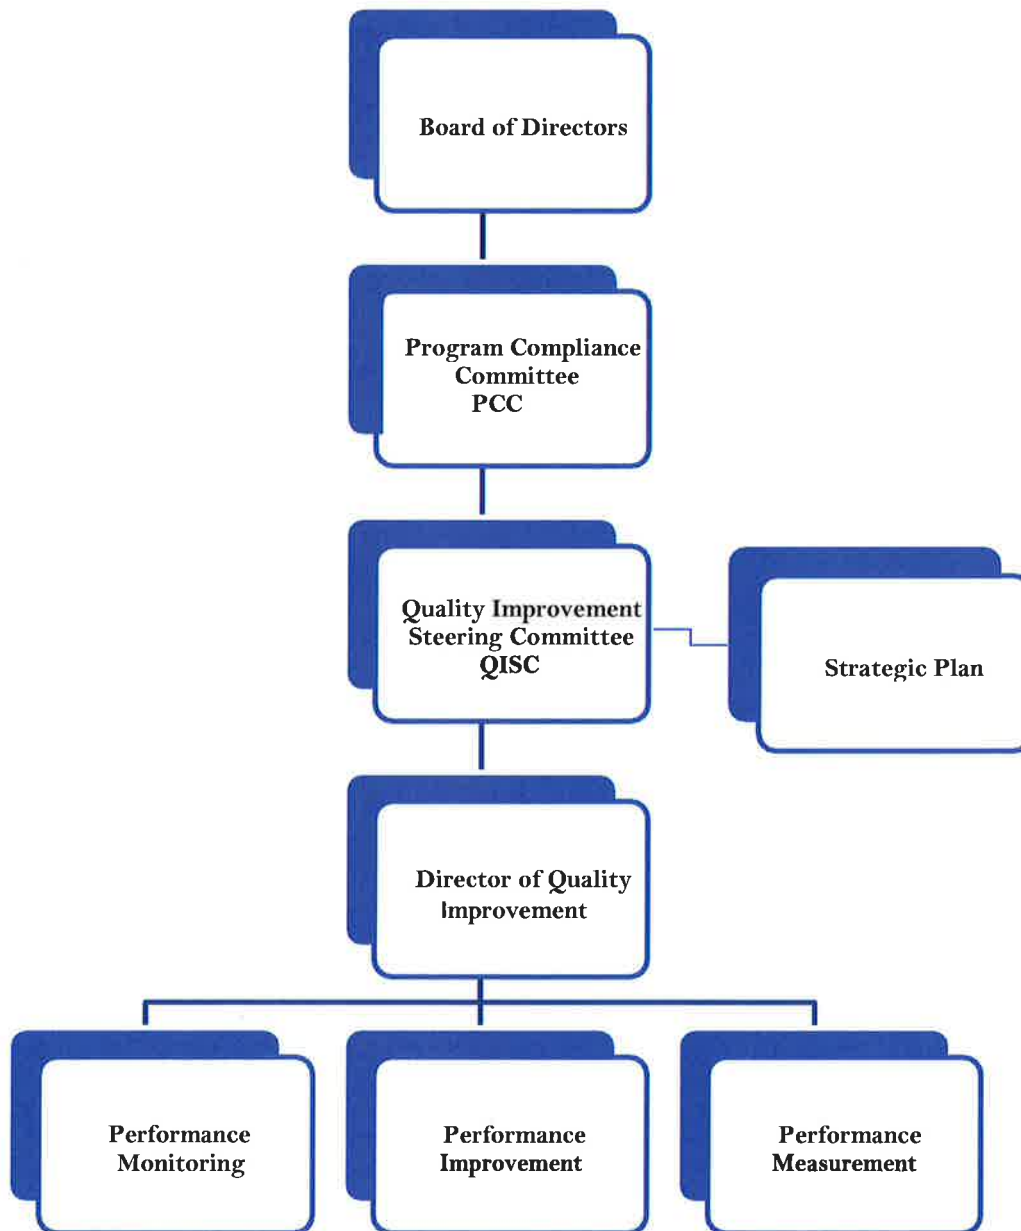 Board of Directors
Program Compliance
Committee
PCC
Quality Improvement
Steering Committee
QISC
Strategic Plan
Director of Quality
Improvement
Performance
Monitoring
Performance
Improvement
Performance
Measurement